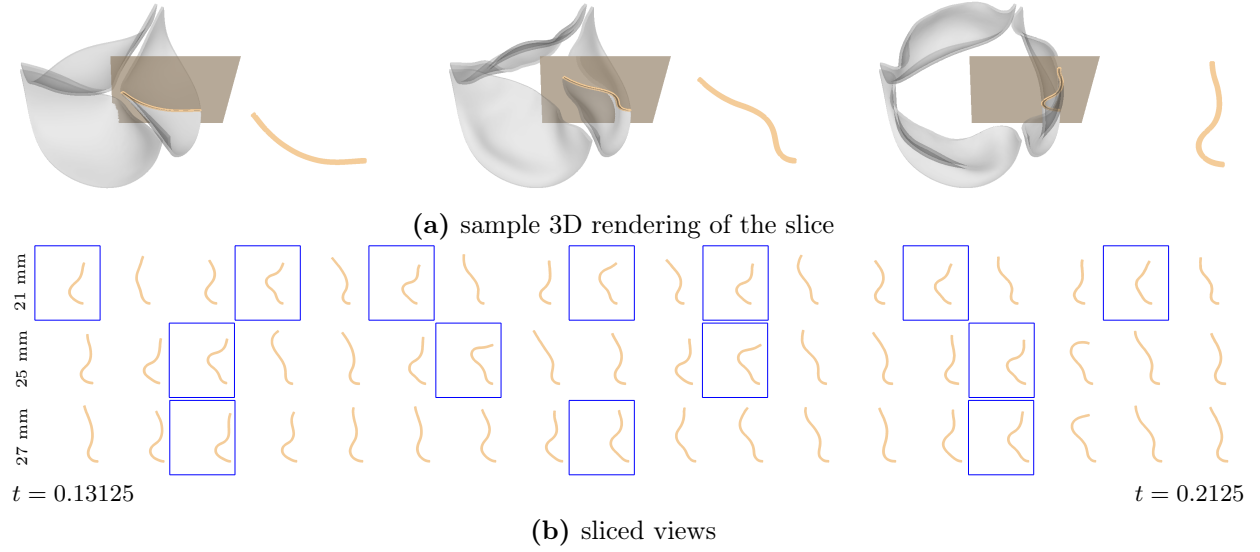 (a) sample 3D rendering of the slice
21 mm
25 mm
27 mm
t = 0.13125
t = 0.2125
(b) sliced views